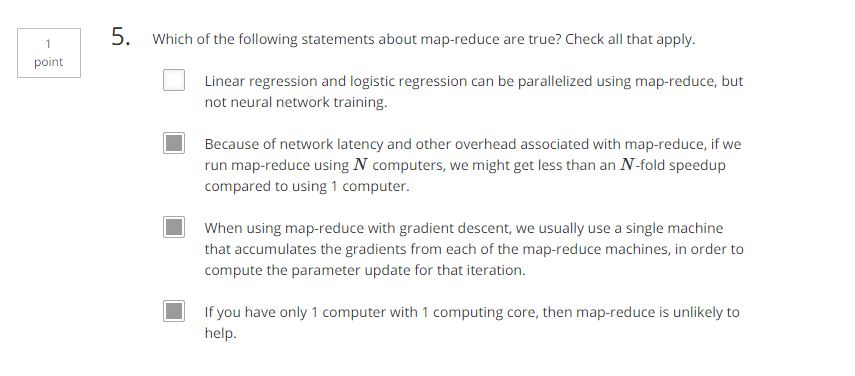 1
point
5. Which of the following statements about map-reduce are true? Check all that apply.
Linear regression and logistic regression can be parallelized using map-reduce, but
not neural network training.
Because of network latency and other overhead associated with map-reduce, if we
run map-reduce using N computers, we might get less than an N-fold speedup
compared to using 1 computer.
When using map-reduce with gradient descent, we usually use a single machine
that accumulates the gradients from each of the map-reduce machines, in order to
compute the parameter update for that iteration.
If you have only 1 computer with 1 computing core, then map-reduce is unlikely to
help.